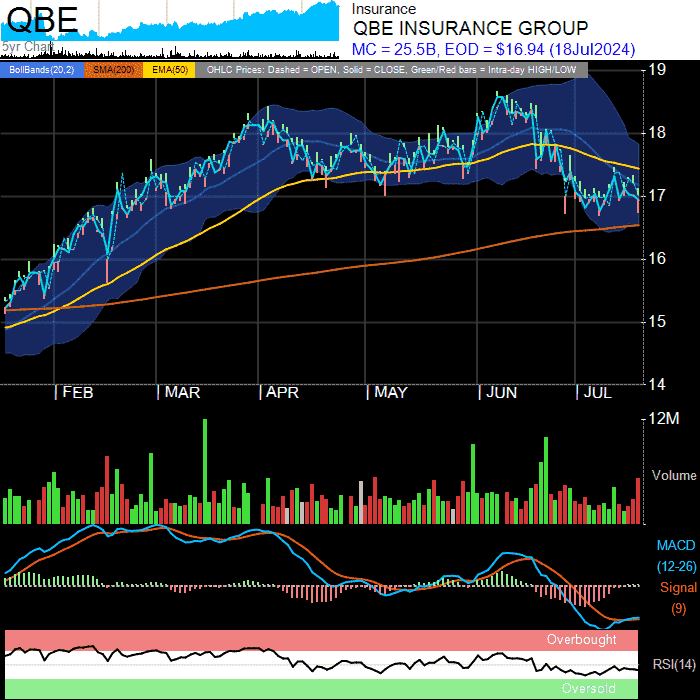 QBE
5yr Chart
Insurance
QBE INSURANCE GROUP
MC = 25.5B, EOD = $16.94 (18Jul2024)
BollBands(20,2) SMA(200) EMA(50) OHLC Prices: Dashed = OPEN, Solid = CLOSE, Green/Red bars = Intra-day HIGH/LOW
19
18
17
16
15
14
FEB MAR APR MAY JUN JUL
12M
Volume
MACD
(12-26)
Signal
(9)
Overbought
RSI(14)
Oversold